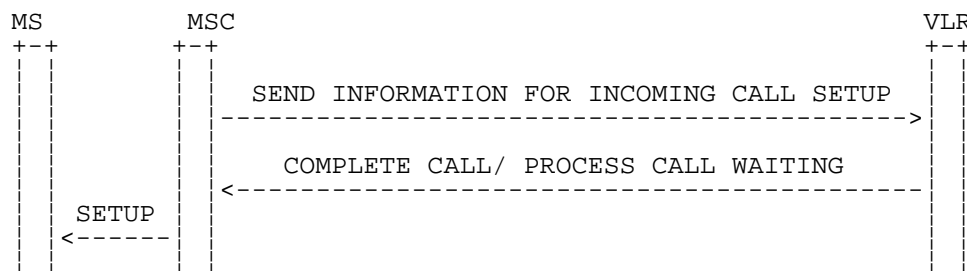 MS MSC VLR
SEND INFORMATION FOR INCOMING CALL SETUP
COMPLETE CALL/ PROCESS CALL WAITING
SETUP